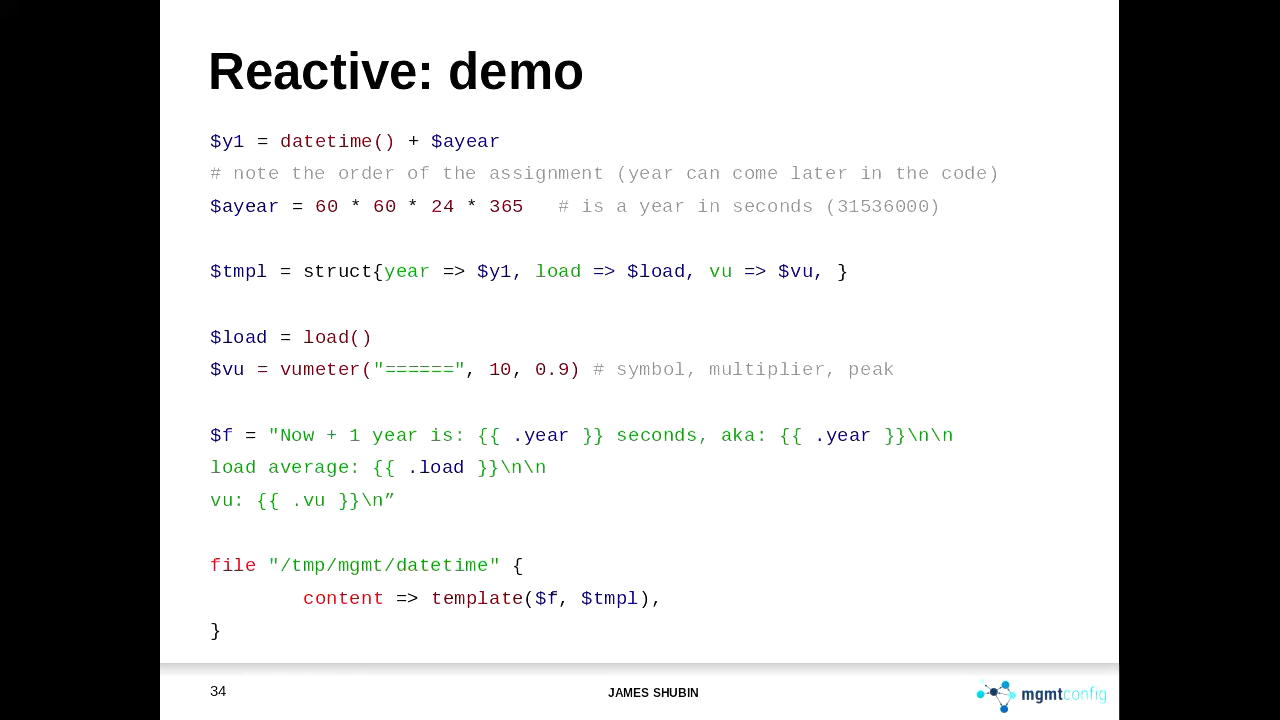 Reactive: demo
$y1 = datetime() + $ayear
# note the order of the assignment (year can come later in the code)
$ayear = 60 * 60 * 24 * 365   # is a year in seconds (31536000)
$tmpl = struct{year => $y1, load => $load, vu => $vu, }
$load = load()
$vu = vumeter("======", 10, 0.9) # symbol, multiplier, peak
$f = "Now + 1 year is: {{ .year }} seconds, aka: {{ .year }}\n\n
load average: {{ .load }}\n\n
vu: {{ .vu }}\n”
file "/tmp/mgmt/datetime" {
        content => template($f, $tmpl),
}
34
JAMES SHUBIN
mgmtconfig